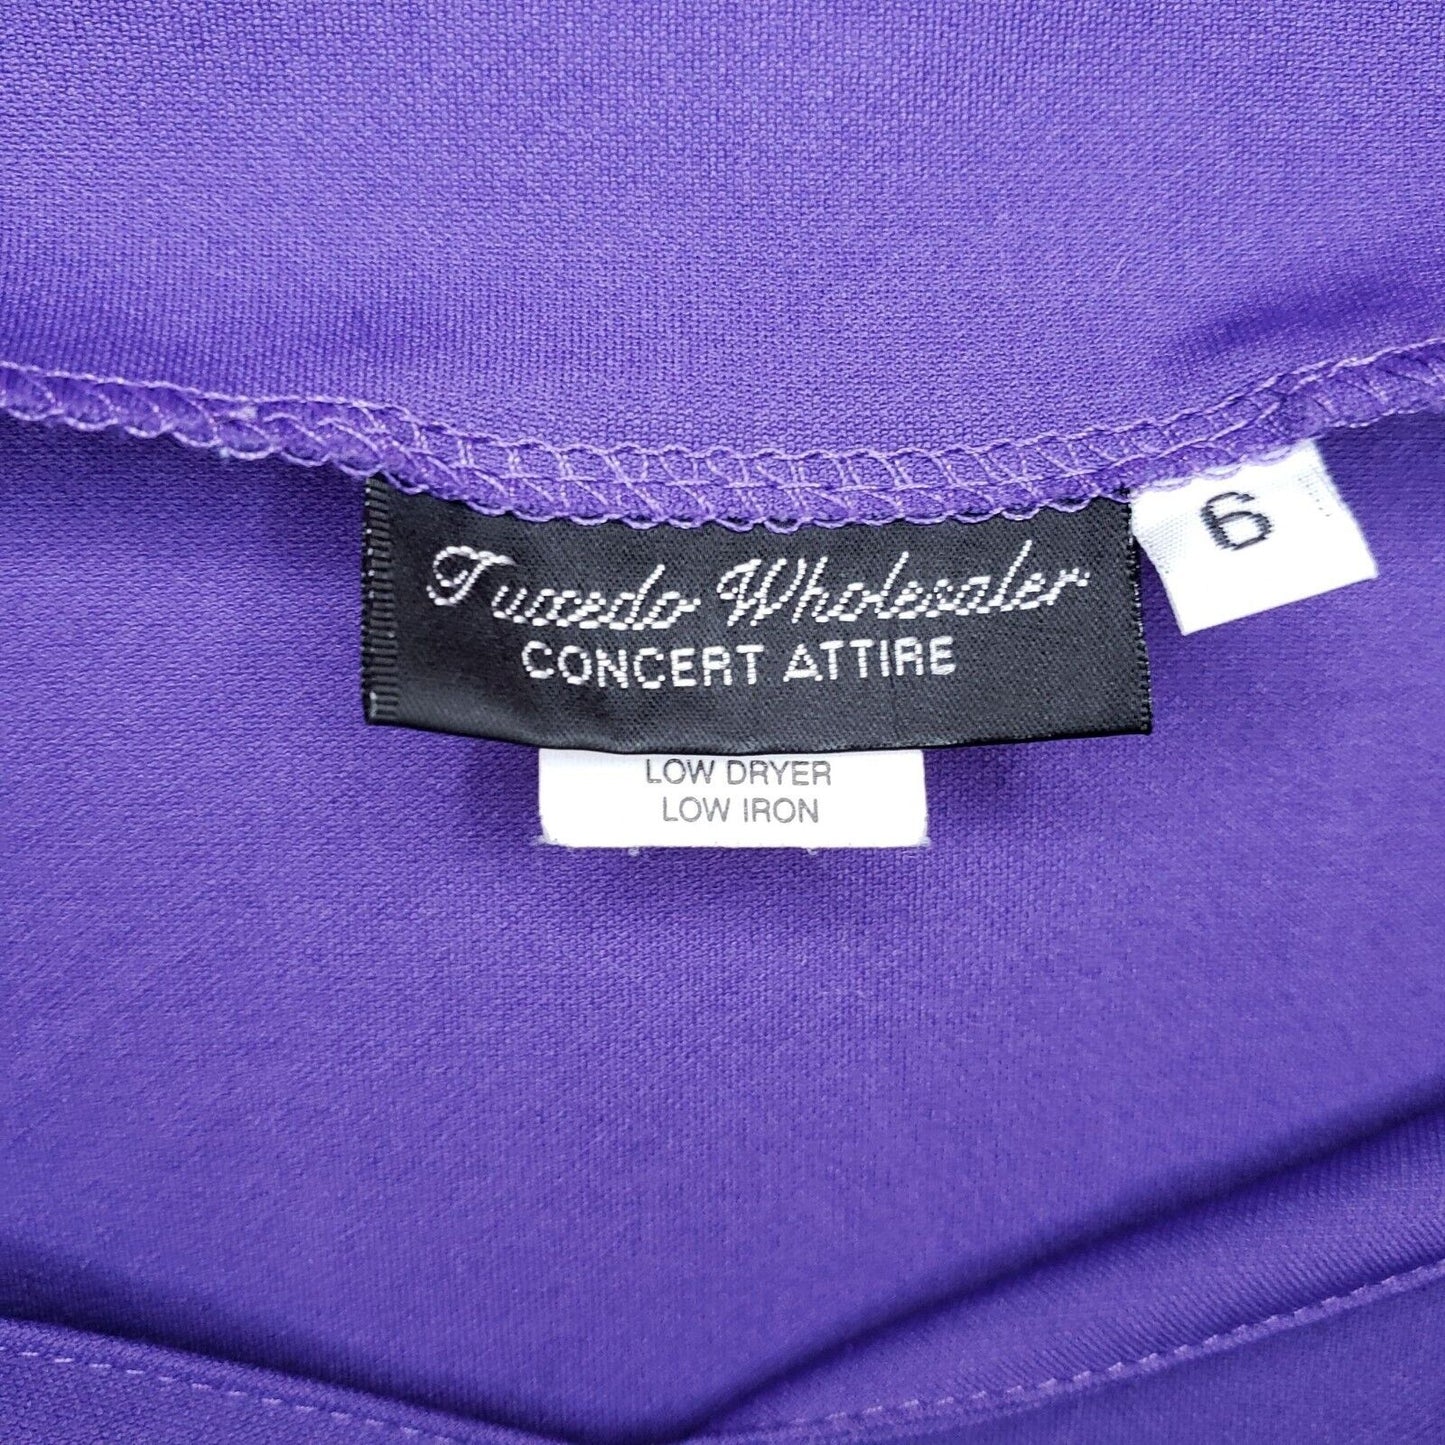 Tuxedo Wholesaler
CONCERT ATTIRE
6
LOW DRYER
LOW IRON